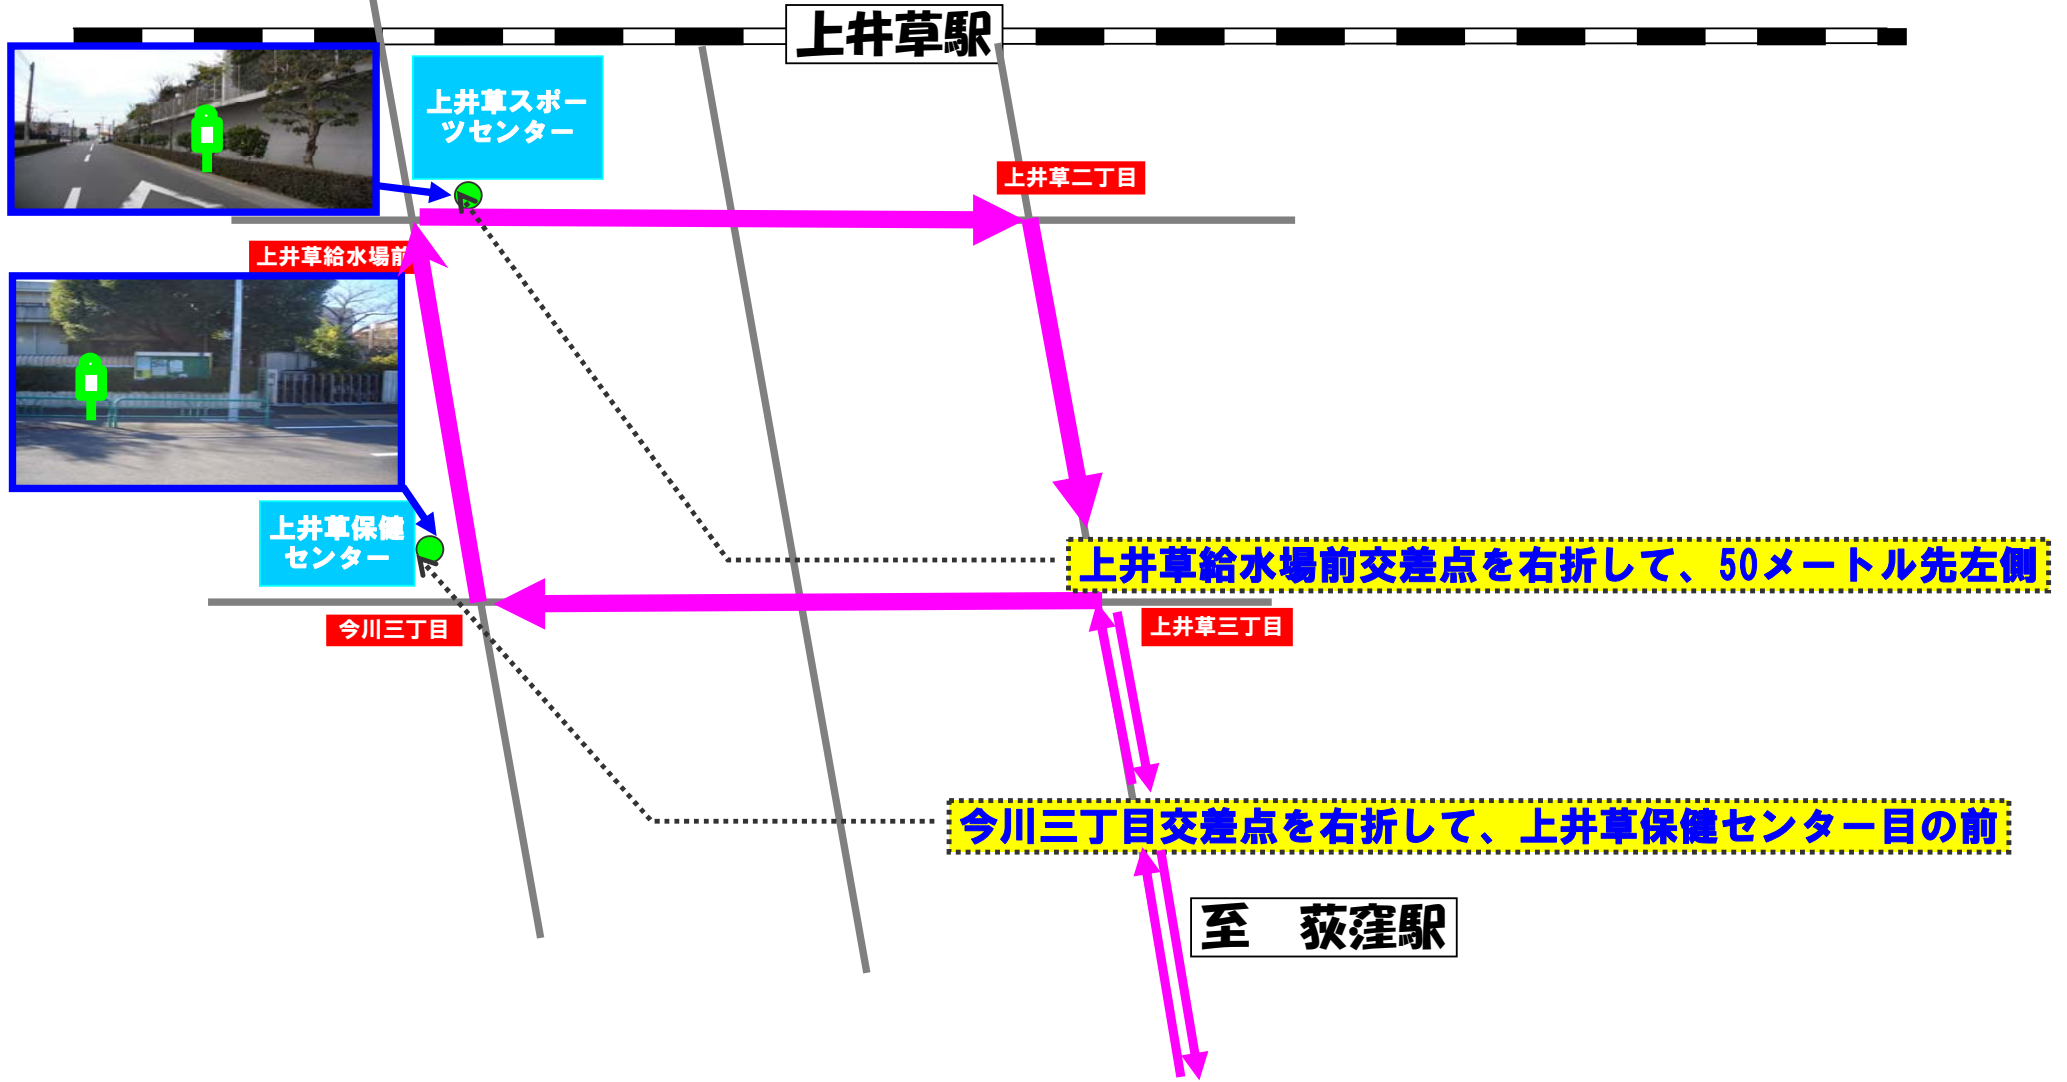 上井草駅
上井草スポー
ツセンター
上井草二丁目
上井草給水場前
上井草保健
センター
上井草給水場前交差点を右折して、50メートル先左側
今川三丁目
上井草三丁目
今川三丁目交差点を右折して、上井草保健センター目の前
至　荻窪駅